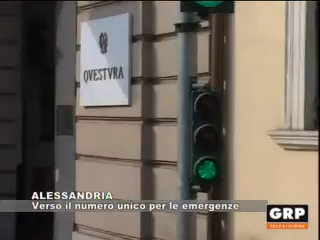 QVESTVRA
ALESSANDRIA
Verso il numero unico per le emergenze
GRP
TELEVISIONE